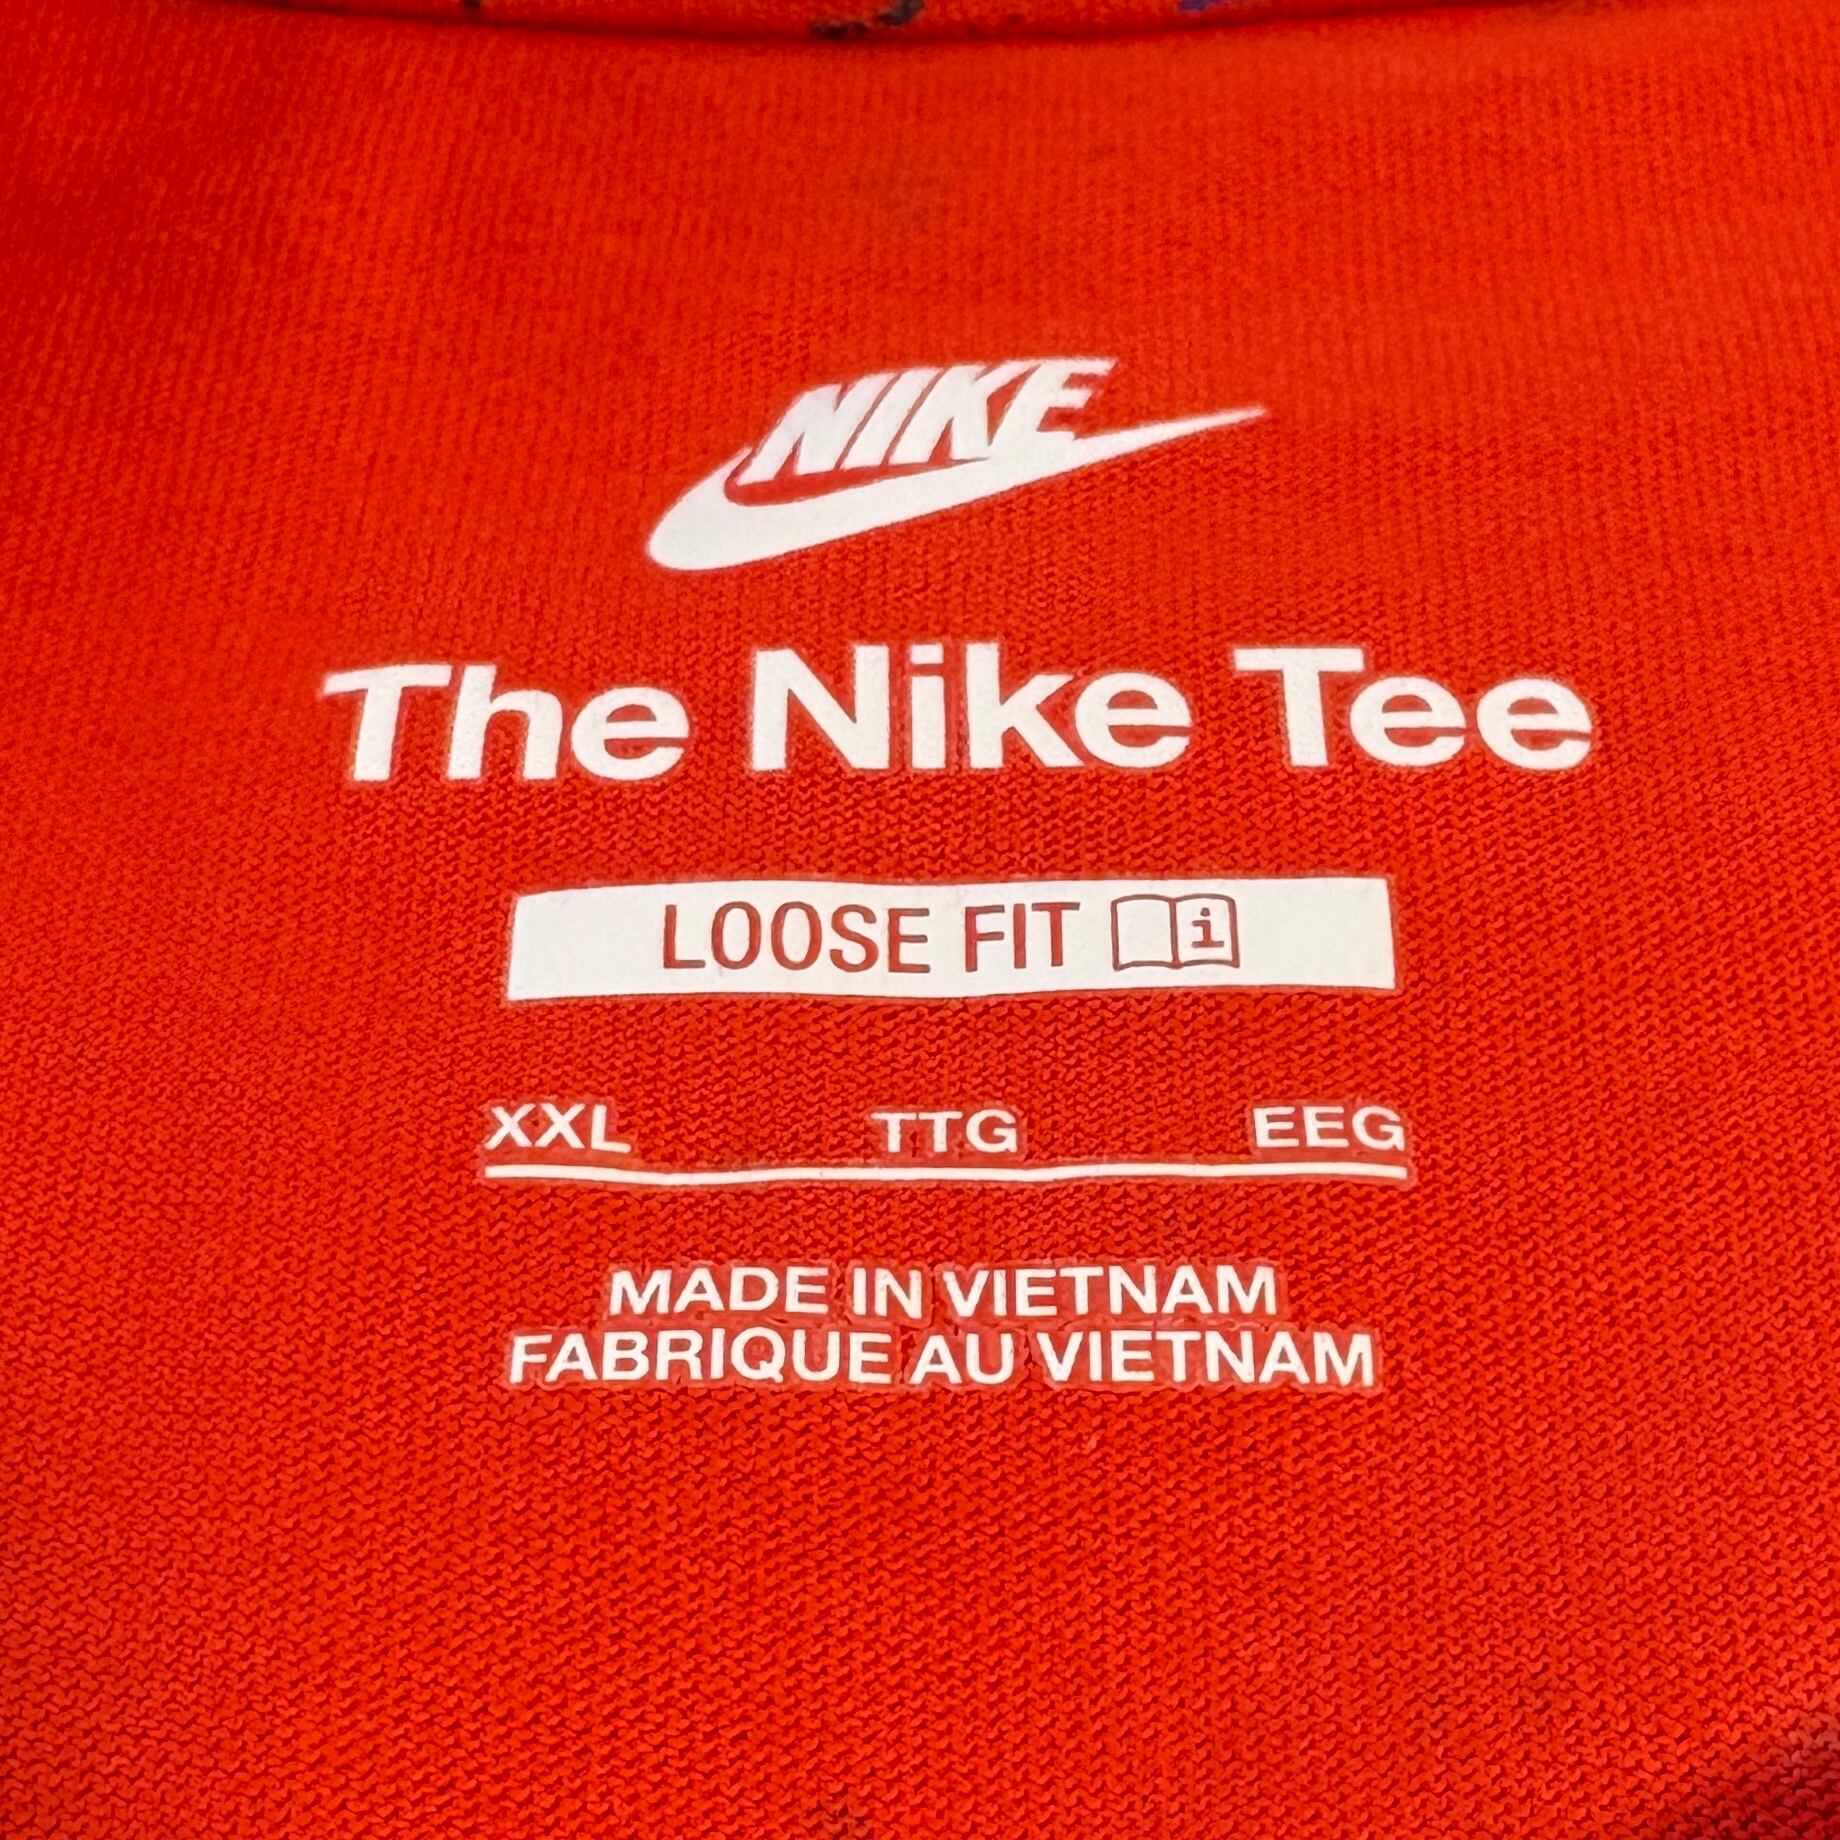 NIKE
The Nike Tee
LOOSE FIT i
XXL TTG EEG
MADE IN VIETNAM
FABRIQUE AU VIETNAM